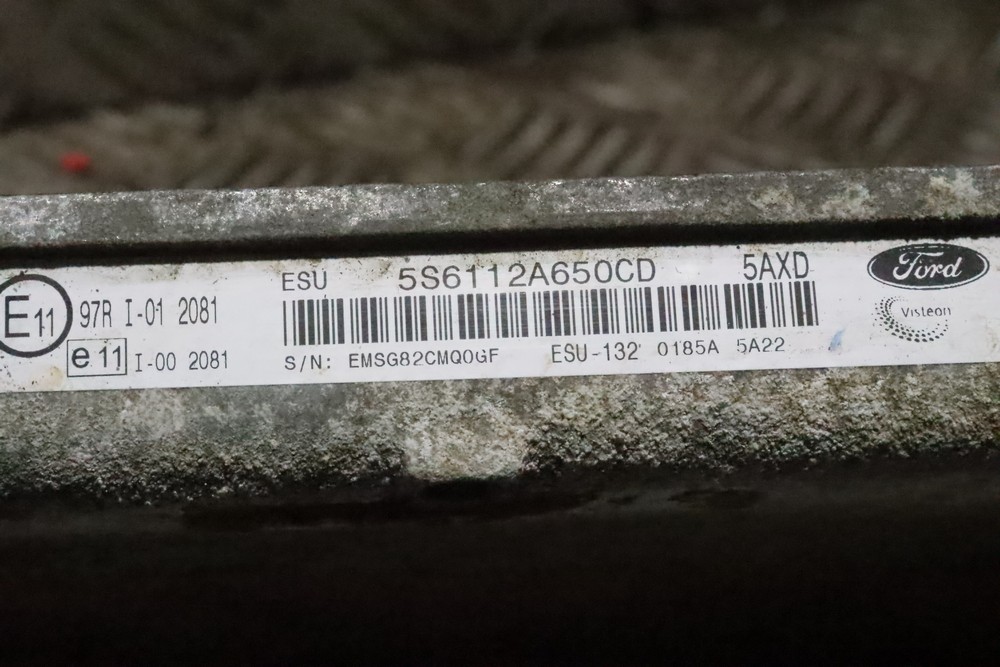 E11 97R I-01 2081
e11 I-00 2081
ESU 5S6112A650CD 5AXD
S/N: EMSG82CMQ0GF ESU-132 0185A 5A22
Ford
Visteon